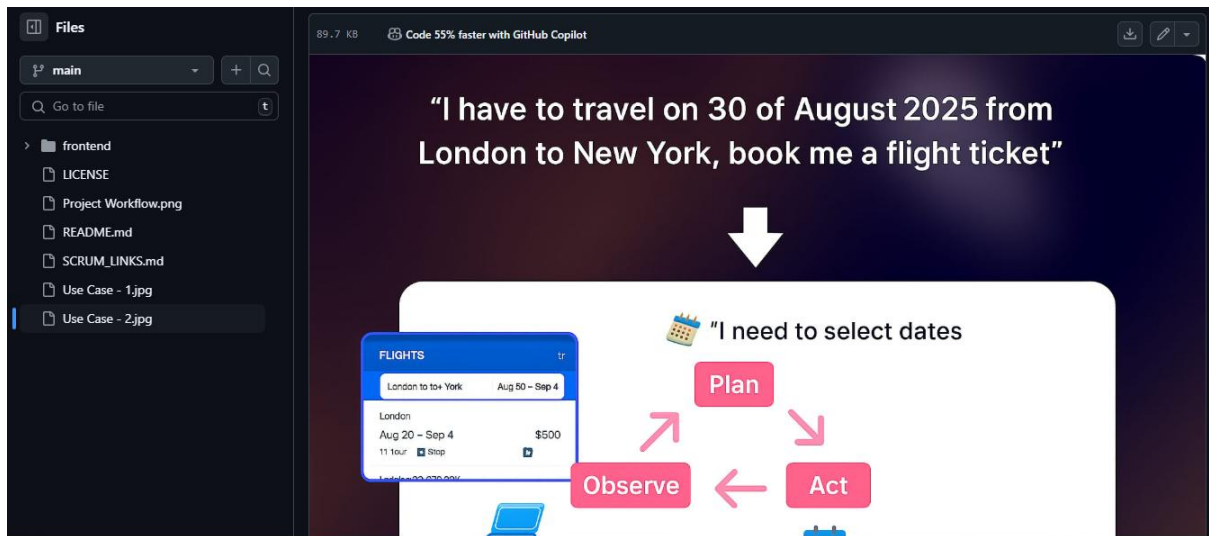 Files
main
Go to file
t
frontend
LICENSE
Project Workflow.png
README.md
SCRUM_LINKS.md
Use Case - 1.jpg
Use Case - 2.jpg
89.7 KB
Code 55% faster with GitHub Copilot
“I have to travel on 30 of August 2025 from
London to New York, book me a flight ticket”
"I need to select dates
FLIGHTS tr
London to to+ York Aug 50 – Sep 4
London
Aug 20 – Sep 4 $500
11 1our Stop
Plan
Observe
Act